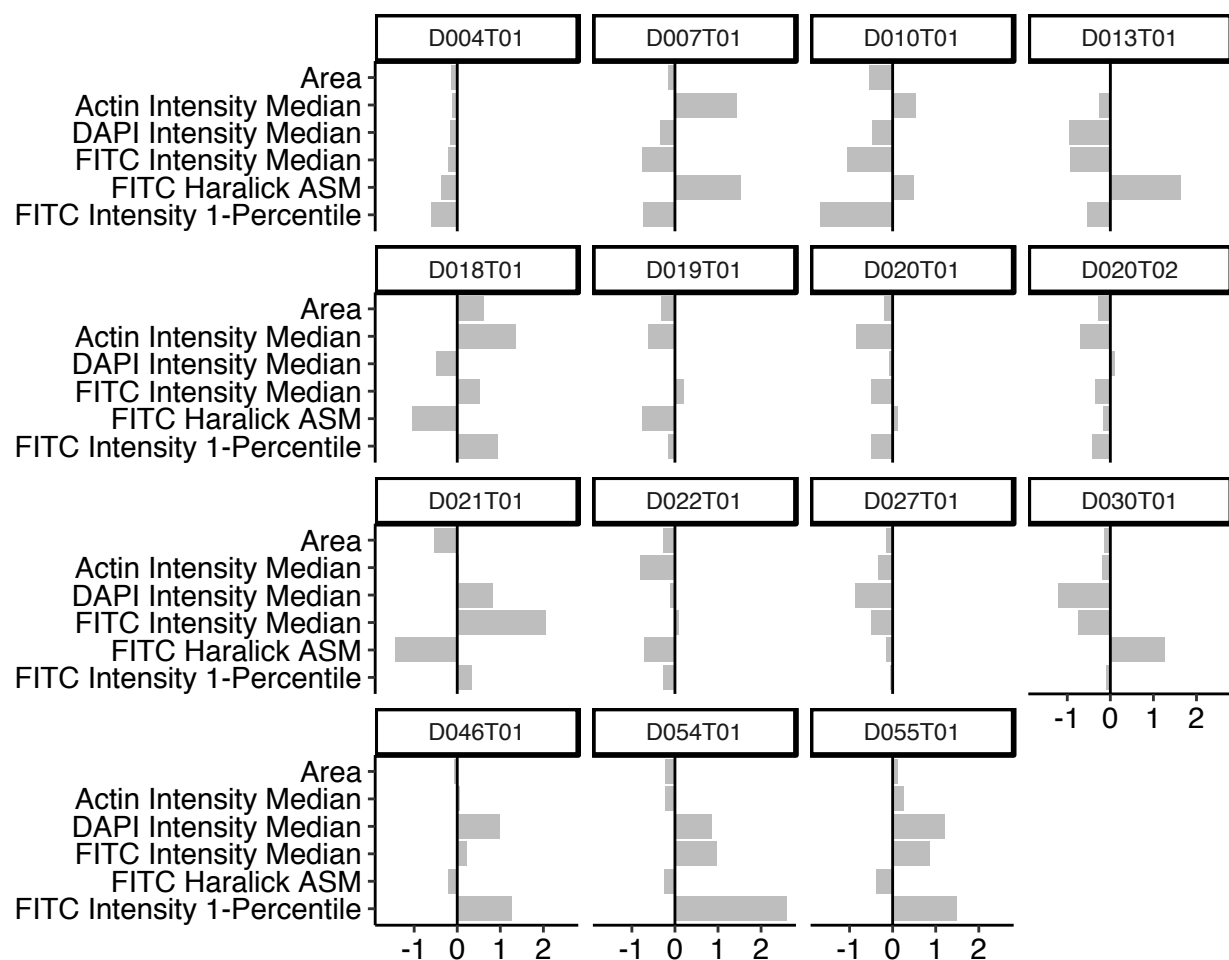 D004T01 D007T01 D010T01 D013T01
Area
Actin Intensity Median
DAPI Intensity Median
FITC Intensity Median
FITC Haralick ASM
FITC Intensity 1-Percentile
D018T01 D019T01 D020T01 D020T02
Area
Actin Intensity Median
DAPI Intensity Median
FITC Intensity Median
FITC Haralick ASM
FITC Intensity 1-Percentile
D021T01 D022T01 D027T01 D030T01
Area
Actin Intensity Median
DAPI Intensity Median
FITC Intensity Median
FITC Haralick ASM
FITC Intensity 1-Percentile
-1 0 1 2
D046T01 D054T01 D055T01
Area
Actin Intensity Median
DAPI Intensity Median
FITC Intensity Median
FITC Haralick ASM
FITC Intensity 1-Percentile
-1 0 1 2 -1 0 1 2 -1 0 1 2